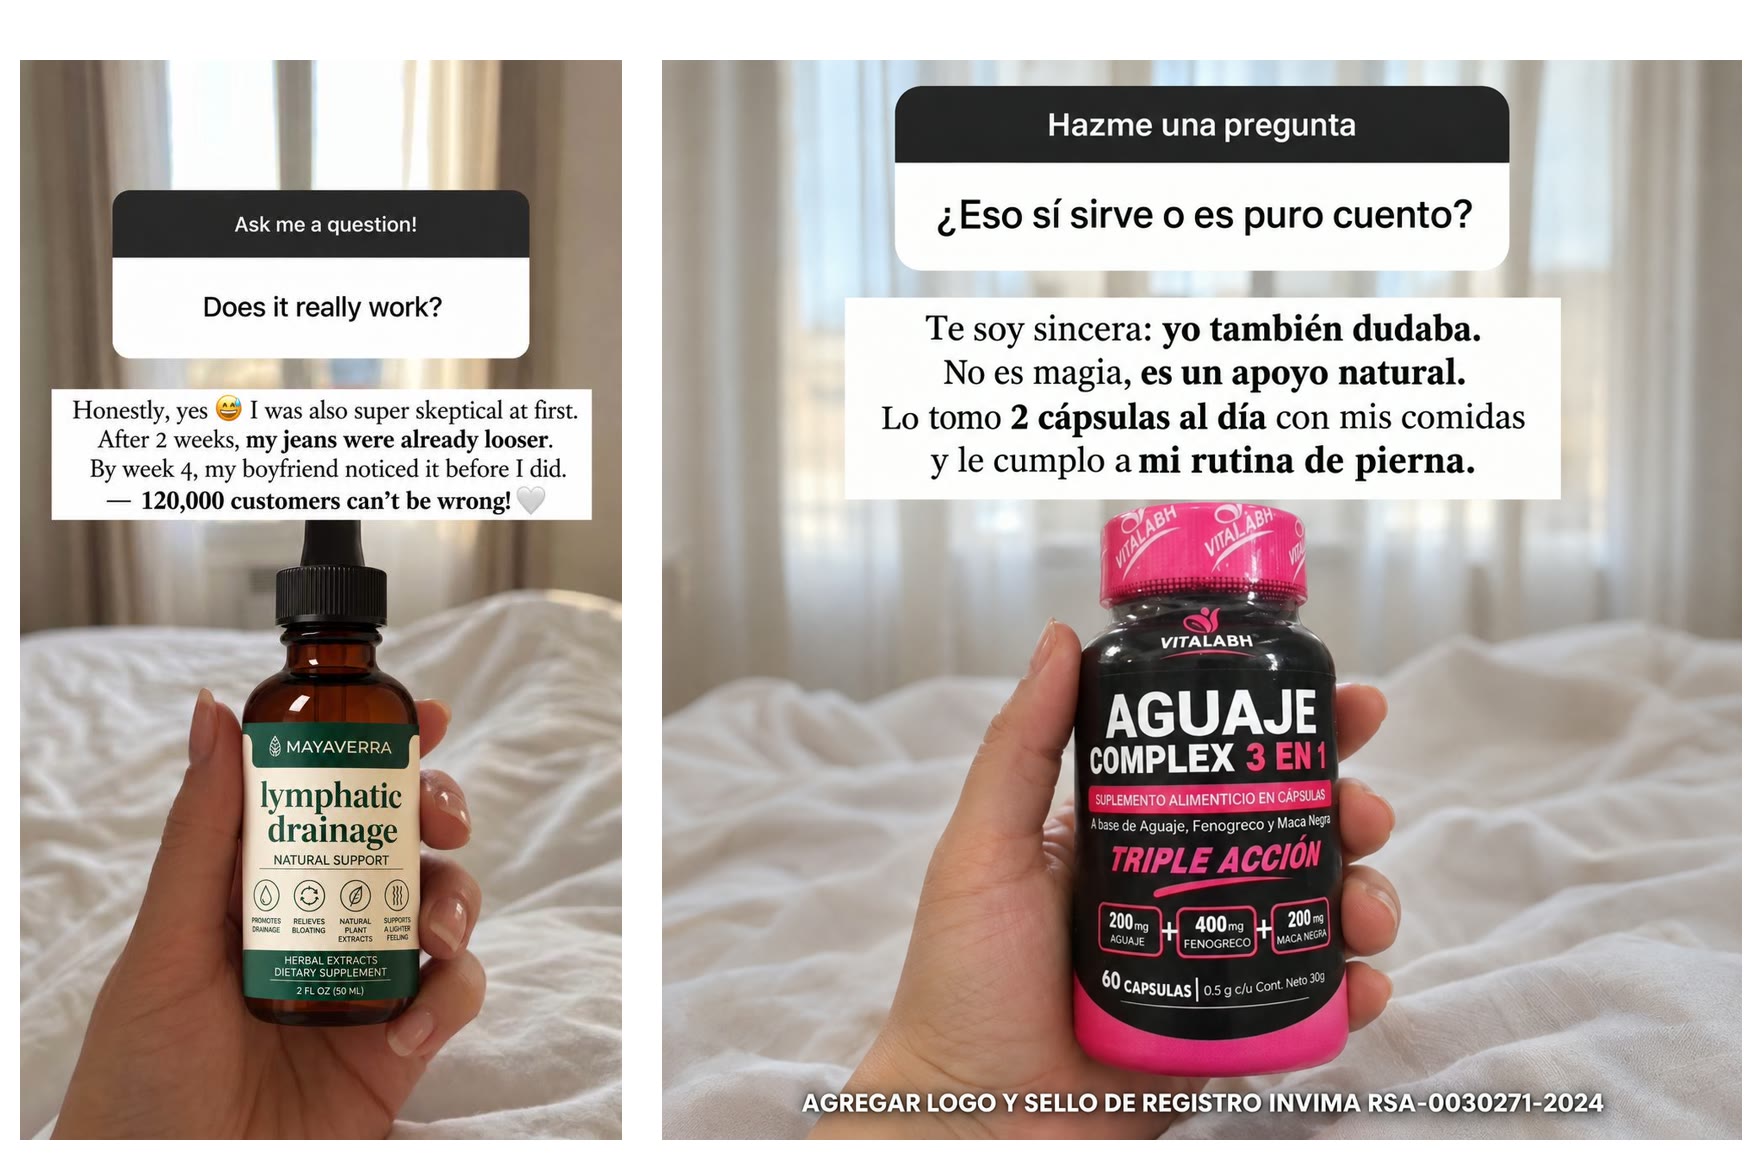 Ask me a question!
Does it really work?
Honestly, yes 😅 I was also super skeptical at first.
After 2 weeks, my jeans were already looser.
By week 4, my boyfriend noticed it before I did.
— 120,000 customers can't be wrong! 🤍
MAYAVERRA
lymphatic
drainage
NATURAL SUPPORT
PROMOTES
DRAINAGE
RELIEVES
BLOATING
NATURAL
PLANT
EXTRACTS
SUPPORTS
A LIGHTER
FEELING
HERBAL EXTRACTS
DIETARY SUPPLEMENT
2 FL OZ (50 ML)
Hazme una pregunta
¿Eso sí sirve o es puro cuento?
Te soy sincera: yo también dudaba.
No es magia, es un apoyo natural.
Lo tomo 2 cápsulas al día con mis comidas
y le cumplo a mi rutina de pierna.
VITALABH
VITALABH
VITALABH
AGUAJE
COMPLEX 3 EN 1
SUPLEMENTO ALIMENTICIO EN CÁPSULAS
A base de Aguaje, Fenogreco y Maca Negra
TRIPLE ACCIÓN
200 mg
AGUAJE
+
400 mg
FENOGRECO
+
200 mg
MACA NEGRA
60 CAPSULAS | 0.5 g c/u Cont. Neto 30g
AGREGAR LOGO Y SELLO DE REGISTRO INVIMA RSA-0030271-2024